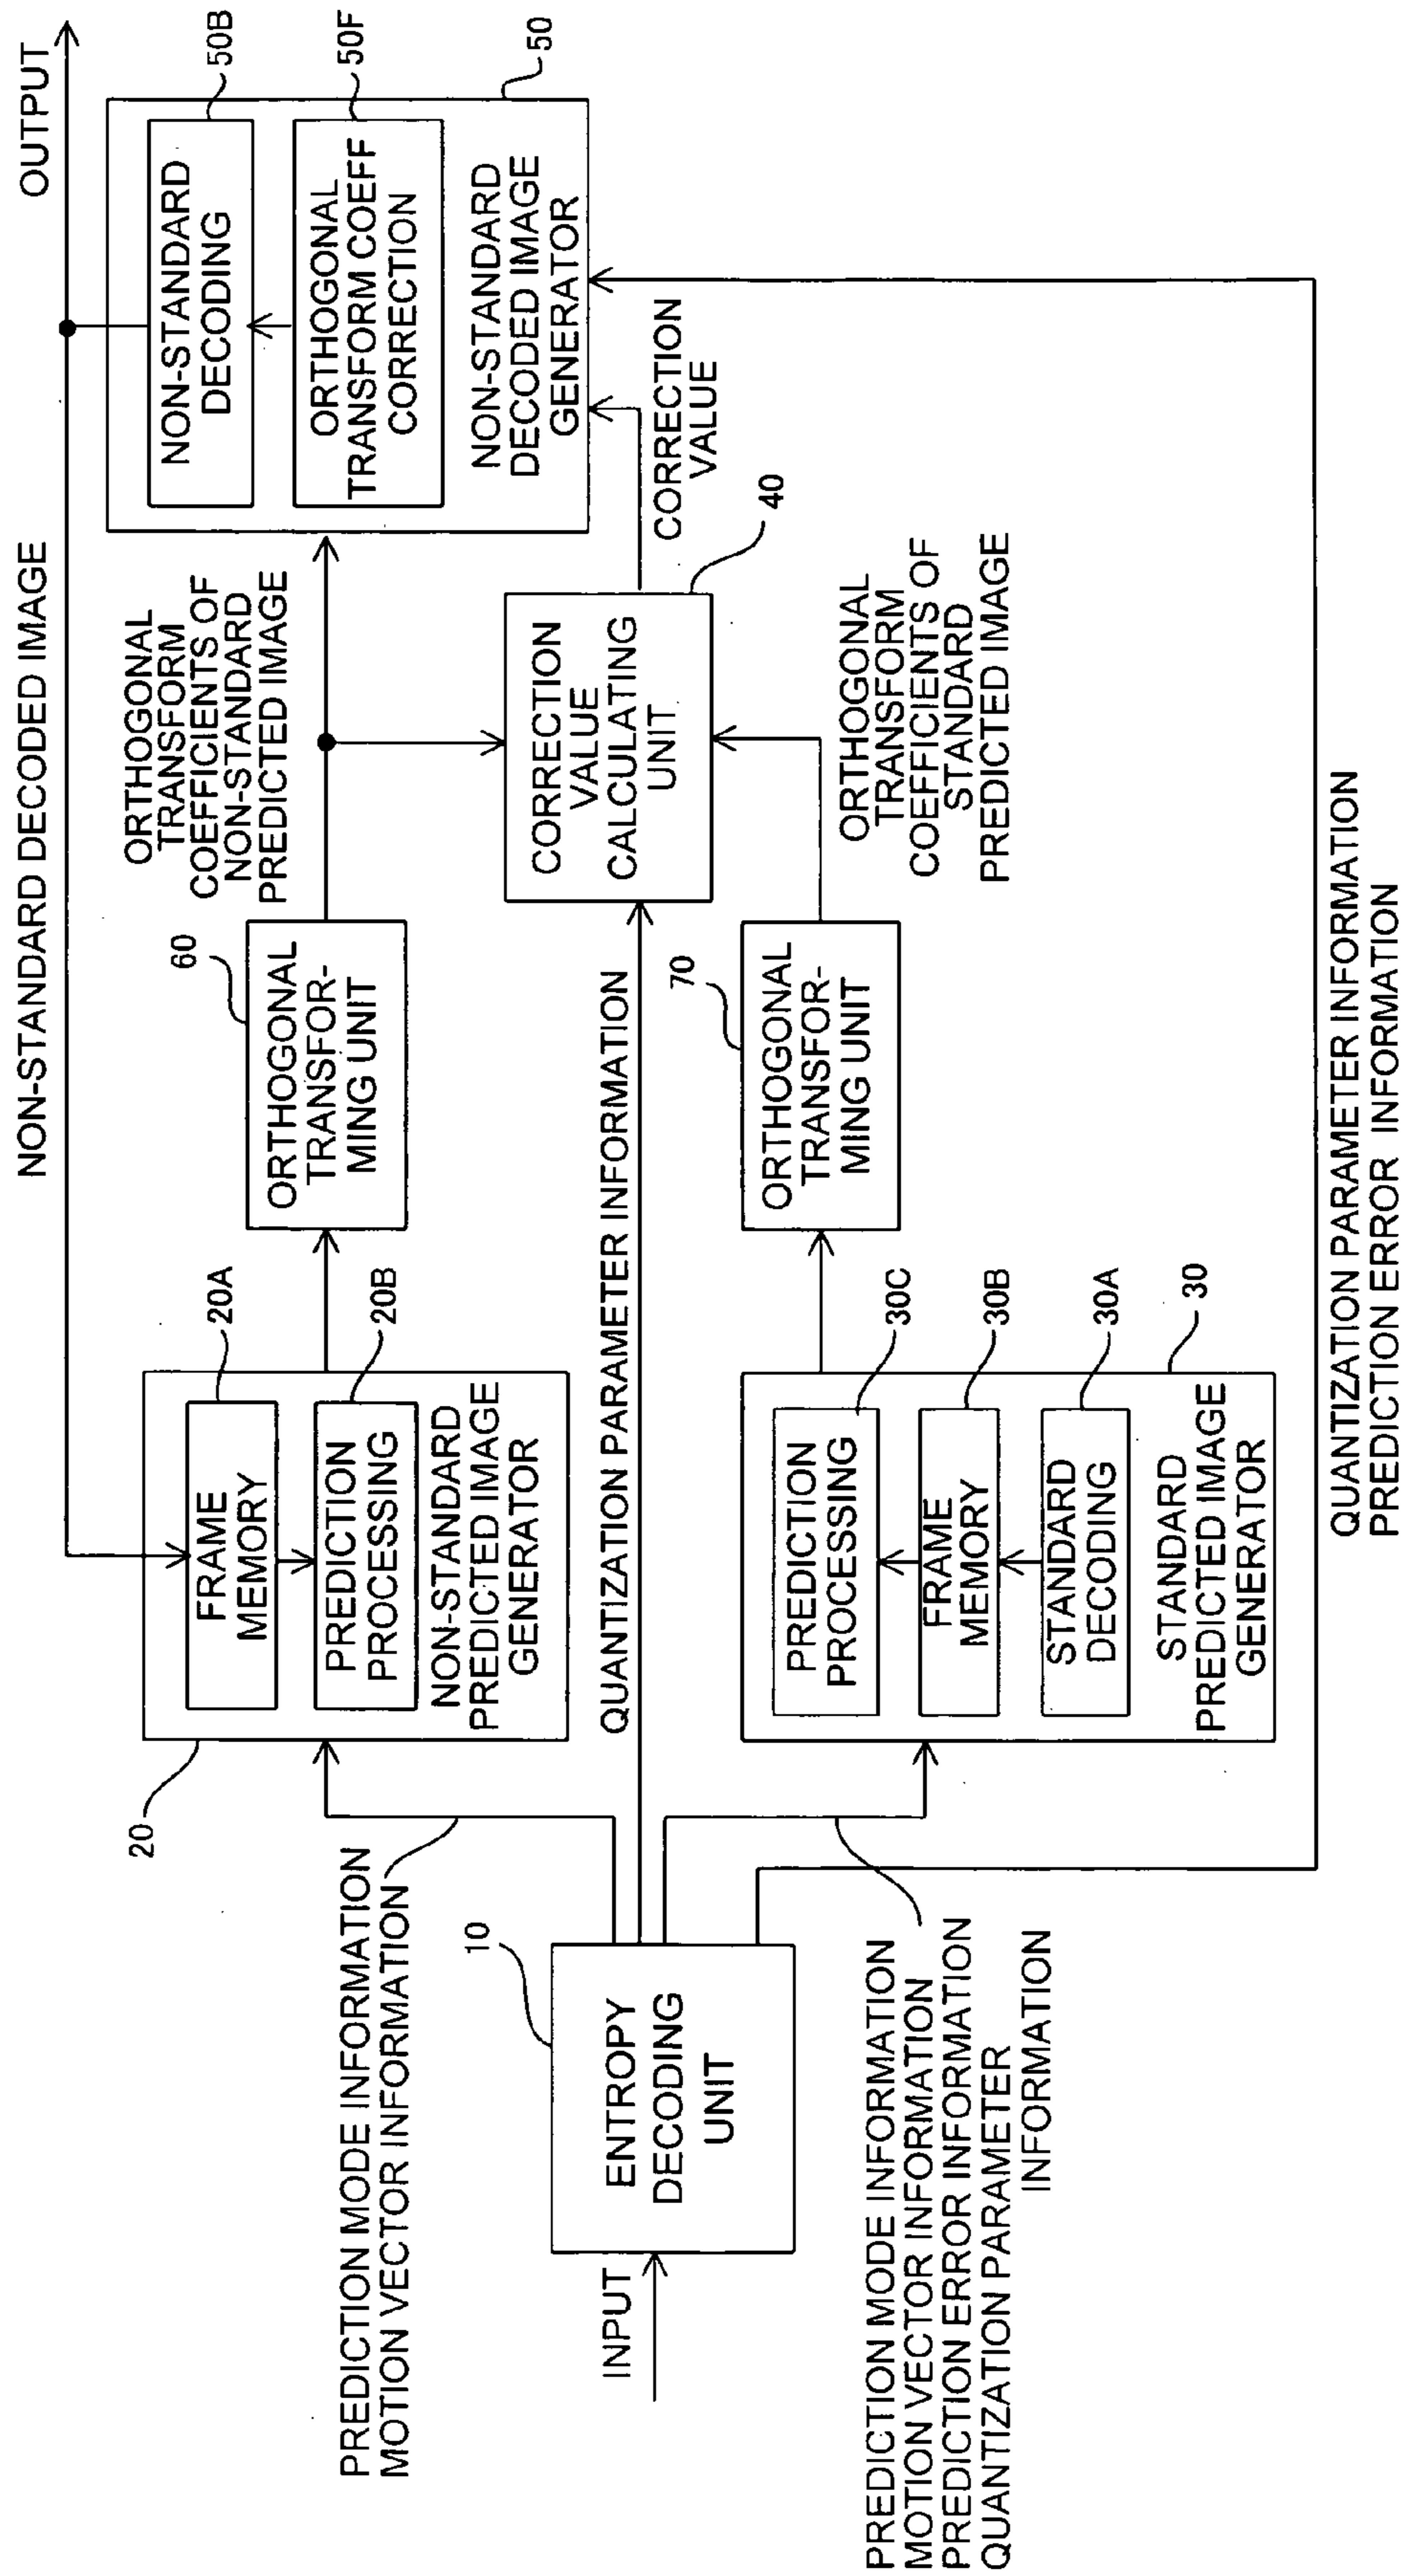 NON-STANDARD DECODED IMAGE
OUTPUT
20
20A
FRAME
MEMORY
20B
PREDICTION
PROCESSING
NON-STANDARD
PREDICTED IMAGE
GENERATOR
60
ORTHOGONAL
TRANSFOR-
MING UNIT
ORTHOGONAL
TRANSFORM
COEFFICIENTS OF
NON-STANDARD
PREDICTED IMAGE
50B
NON-STANDARD
DECODING
50F
ORTHOGONAL
TRANSFORM COEFF
CORRECTION
50
NON-STANDARD
DECODED IMAGE
GENERATOR
PREDICTION MODE INFORMATION
MOTION VECTOR INFORMATION
INPUT
10
ENTROPY
DECODING
UNIT
QUANTIZATION PARAMETER INFORMATION
CORRECTION
VALUE
CALCULATING
UNIT
40
CORRECTION
VALUE
PREDICTION MODE INFORMATION
MOTION VECTOR INFORMATION
PREDICTION ERROR INFORMATION
QUANTIZATION PARAMETER
INFORMATION
30C
PREDICTION
PROCESSING
30B
FRAME
MEMORY
30A
STANDARD
DECODING
30
STANDARD
PREDICTED IMAGE
GENERATOR
70
ORTHOGONAL
TRANSFOR-
MING UNIT
ORTHOGONAL
TRANSFORM
COEFFICIENTS OF
STANDARD
PREDICTED IMAGE
QUANTIZATION PARAMETER INFORMATION
PREDICTION ERROR INFORMATION